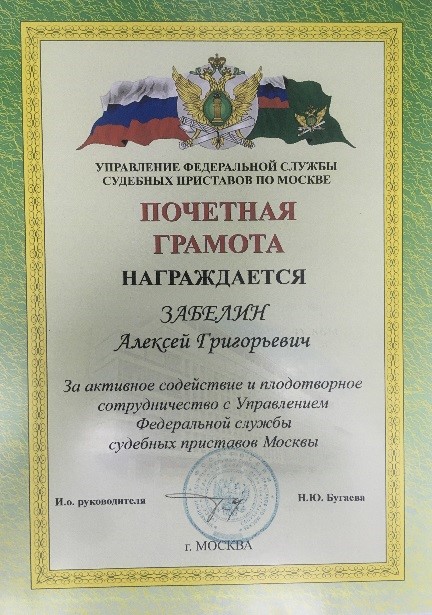 УПРАВЛЕНИЕ ФЕДЕРАЛЬНОЙ СЛУЖБЫ
СУДЕБНЫХ ПРИСТАВОВ ПО МОСКВЕ
ПОЧЕТНАЯ
ГРАМОТА
НАГРАЖДАЕТСЯ
ЗАБЕЛИН
Алексей Григорьевич
За активное содействие и плодотворное
сотрудничество с Управлением
Федеральной службы
судебных приставов Москвы
И.о. руководителя
Н.Ю. Бугаева
г. МОСКВА